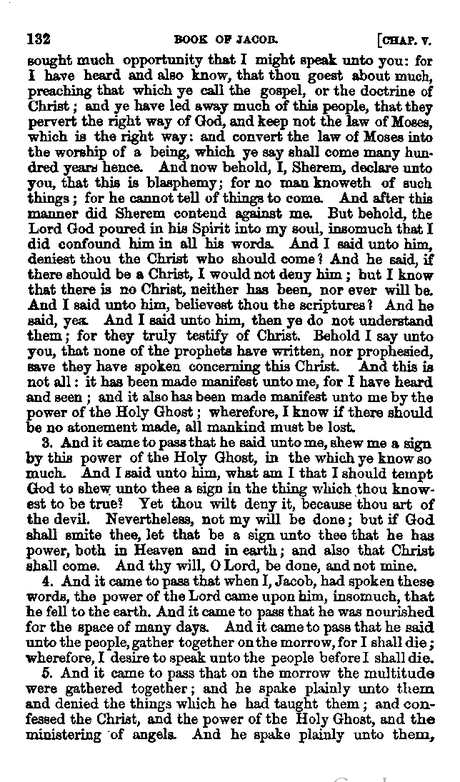 132 BOOK OF JACOB. [CHAP. V.
sought much opportunity that I might speak unto you: for
I have heard and also know, that thou goest about much,
preaching that which ye call the gospel, or the doctrine of
Christ; and ye have led away much of this people, that they
pervert the right way of God, and keep not the law of Moses,
which is the right way: and convert the law of Moses into
the worship of a being, which ye say shall come many hun-
dred years hence. And now behold, I, Sherem, declare unto
you, that this is blasphemy; for no man knoweth of such
things; for he cannot tell of things to come. And after this
manner did Sherem contend against me. But behold, the
Lord God poured in his Spirit into my soul, insomuch that I
did confound him in all his words. And I said unto him,
deniest thou the Christ who should come? And he said, if
there should be a Christ, I would not deny him; but I know
that there is no Christ, neither has been, nor ever will be.
And I said unto him, believest thou the scriptures? And he
said, yea. And I said unto him, then ye do not understand
them; for they truly testify of Christ. Behold I say unto
you, that none of the prophets have written, nor prophesied,
save they have spoken concerning this Christ. And this is
not all: it has been made manifest unto me, for I have heard
and seen; and it also has been made manifest unto me by the
power of the Holy Ghost; wherefore, I know if there should
be no atonement made, all mankind must be lost.
3. And it came to pass that he said unto me, shew me a sign
by this power of the Holy Ghost, in the which ye know so
much. And I said unto him, what am I that I should tempt
God to shew unto thee a sign in the thing which thou know-
est to be true? Yet thou wilt deny it, because thou art of
the devil. Nevertheless, not my will be done; but if God
shall smite thee, let that be a sign unto thee that he has
power, both in Heaven and in earth; and also that Christ
shall come. And thy will, O Lord, be done, and not mine.
4. And it came to pass that when I, Jacob, had spoken these
words, the power of the Lord came upon him, insomuch, that
he fell to the earth. And it came to pass that he was nourished
for the space of many days. And it came to pass that he said
unto the people, gather together on the morrow, for I shall die;
wherefore, I desire to speak unto the people before I shall die.
5. And it came to pass that on the morrow the multitude
were gathered together; and he spake plainly unto them
and denied the things which he had taught them; and con-
fessed the Christ, and the power of the Holy Ghost, and the
ministering of angels. And he spake plainly unto them,